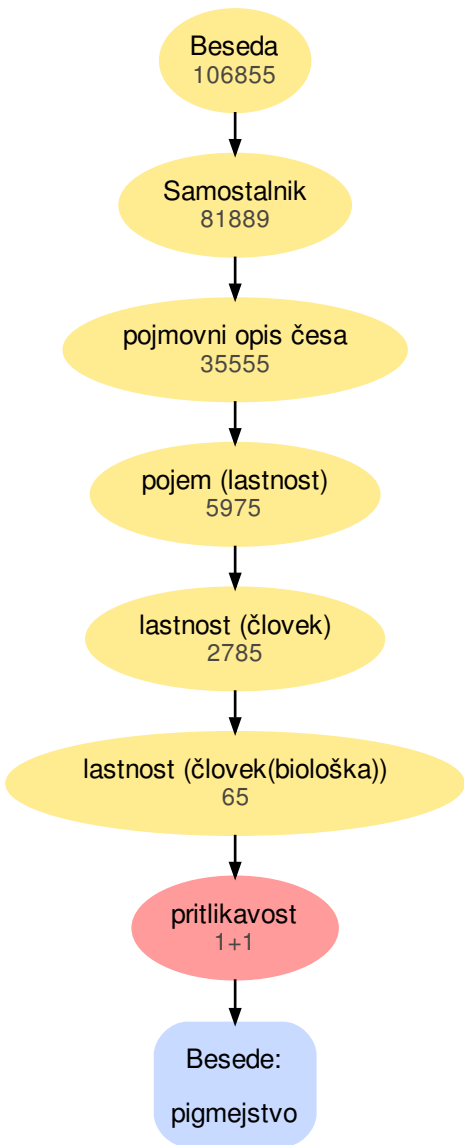 Beseda
106855
Samostalnik
81889
pojmovni opis česa
35555
pojem (lastnost)
5975
lastnost (človek)
2785
lastnost (človek(biološka))
65
pritlikavost
1+1
Besede:
pigmejstvo